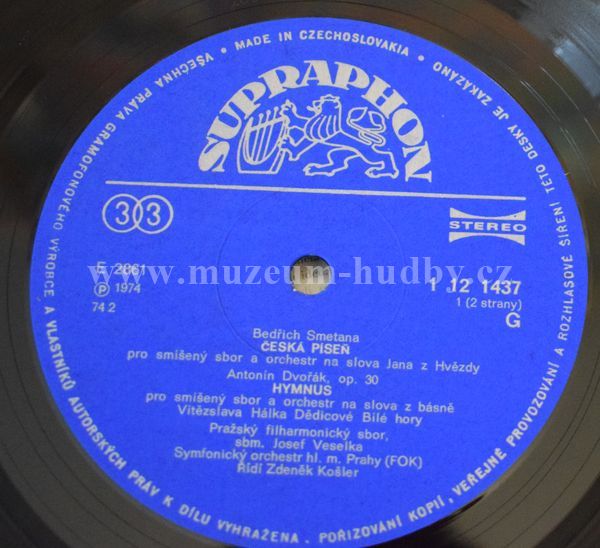 VŠECHNA PRÁVA GRAMOFONOVÉHO VÝROBCE A VLASTNÍKŮ AUTORSKÝCH PRÁV K DÍLU VYHRAŽENA. POŘIZOVÁNÍ KOPIÍ, VEŘEJNÉ PROVOZOVÁNÍ A ROZHLASOVÉ ŠÍŘENÍ TÉTO DESKY JE ZAKÁZÁNO
• MADE IN CZECHOSLOVAKIA •
SUPRAPHON
33
STEREO
E 2861
℗ 1974
74 2
1 12 1437
1 (2 strany)
G
www.muzeum-hudby.cz
Bedřich Smetana
ČESKÁ PÍSEŇ
pro smíšený sbor a orchestr na slova Jana z Hvězdy
Antonín Dvořák, op. 30
HYMNUS
pro smíšený sbor a orchestr na slova z básně
Vítězslava Hálka Dědicové Bílé hory
Pražský filharmonický sbor,
sbm. Josef Veselka
Symfonický orchestr hl. m. Prahy (FOK)
Řídí Zdeněk Košler